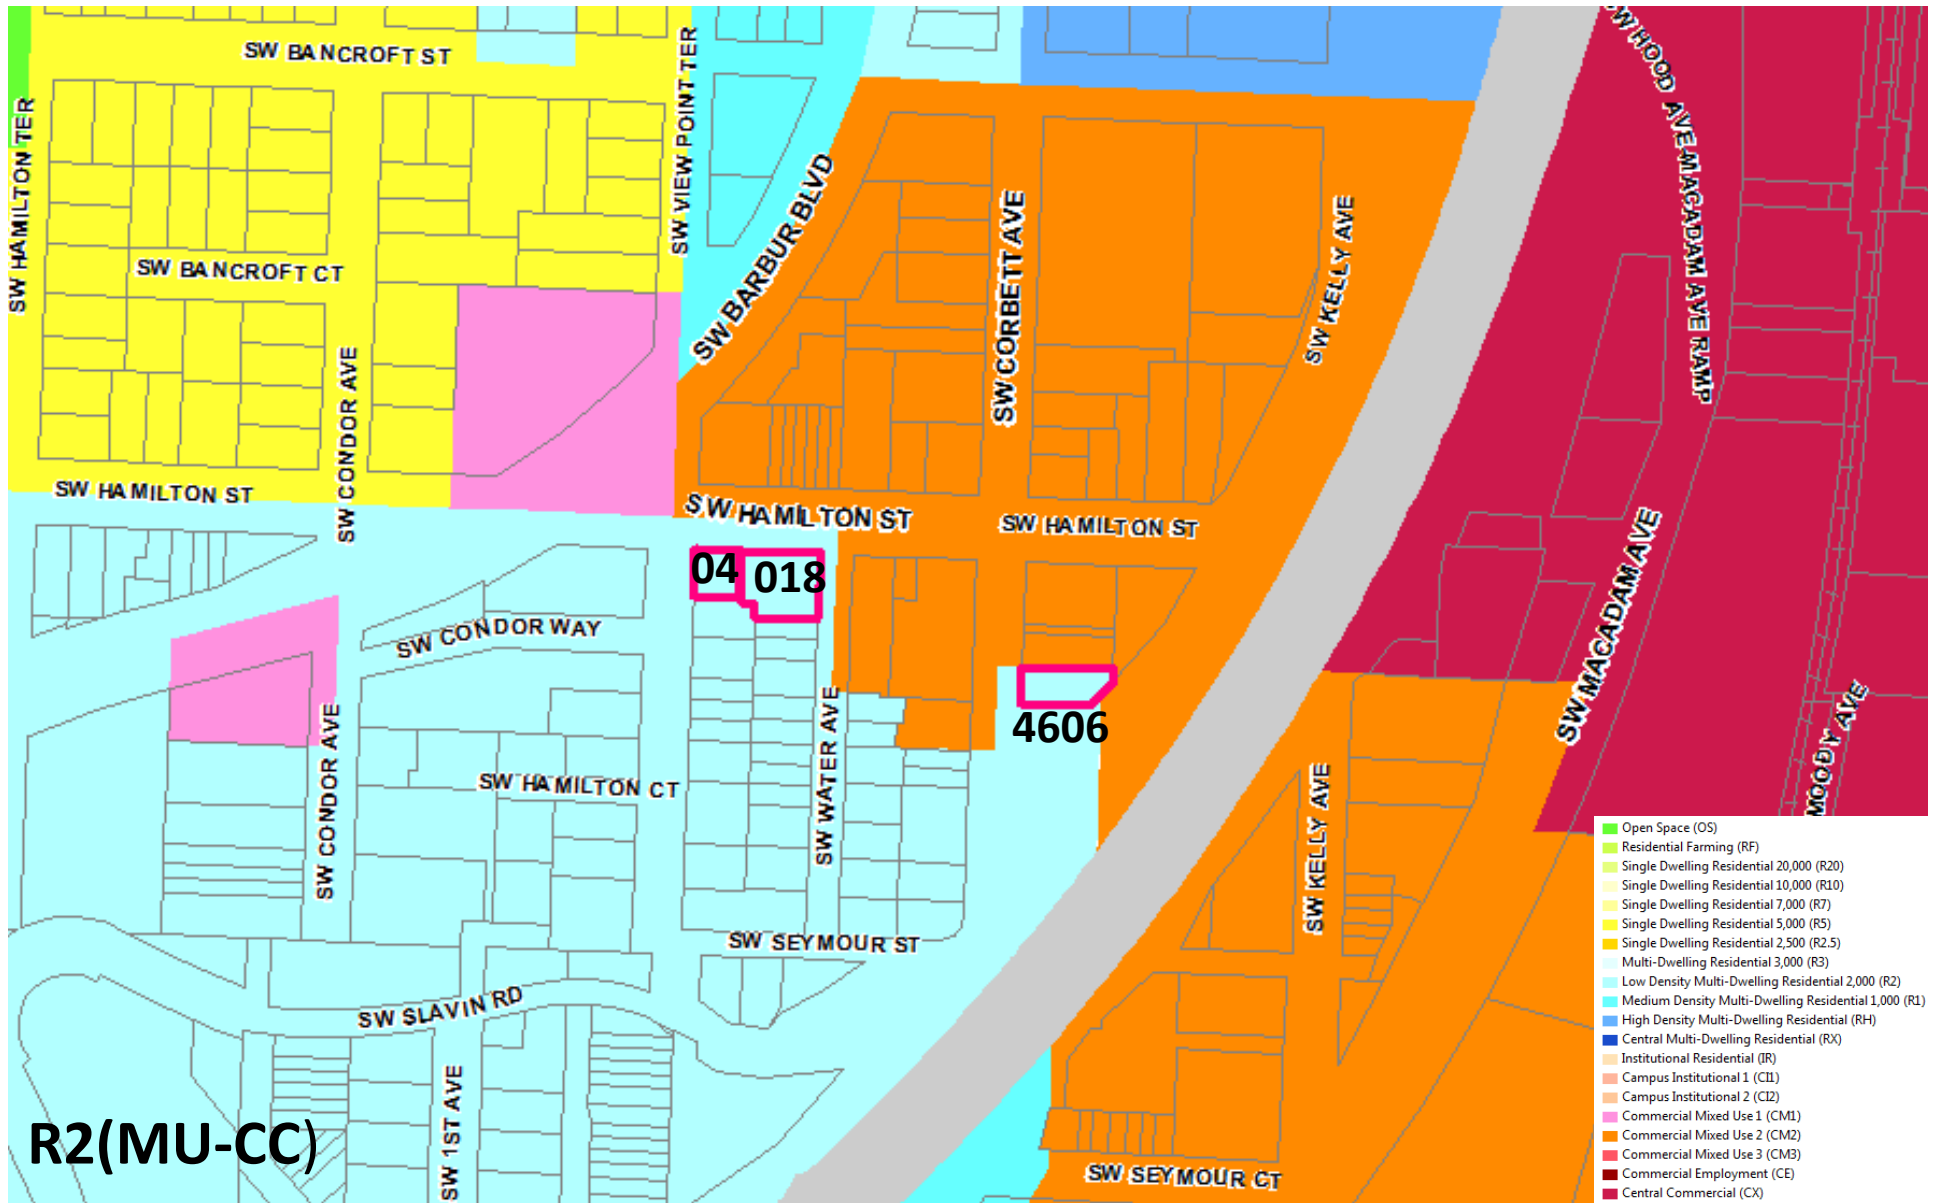 SW BANCROFT ST
SW VIEW POINT TER
SW HOOD AVE-MACADAM AVE RAMP
SW HAMILTON TER
SW BARBUR BLVD
SW CORBETT AVE
SW KELLY AVE
SW BANCROFT CT
SW CONDOR AVE
SW HAMILTON ST
SW HAMILTON ST
SW HAMILTON ST
04
018
SW CONDOR WAY
SW MACADAM AVE
4606
SW WATER AVE
MOODY AVE
SW CONDOR AVE
SW HAMILTON CT
SW KELLY AVE
SW SEYMOUR ST
SW SLAVIN RD
SW 1ST AVE
R2(MU-CC)
SW SEYMOUR CT
Open Space (OS)
Residential Farming (RF)
Single Dwelling Residential 20,000 (R20)
Single Dwelling Residential 10,000 (R10)
Single Dwelling Residential 7,000 (R7)
Single Dwelling Residential 5,000 (R5)
Single Dwelling Residential 2,500 (R2.5)
Multi-Dwelling Residential 3,000 (R3)
Low Density Multi-Dwelling Residential 2,000 (R2)
Medium Density Multi-Dwelling Residential 1,000 (R1)
High Density Multi-Dwelling Residential (RH)
Central Multi-Dwelling Residential (RX)
Institutional Residential (IR)
Campus Institutional 1 (CI1)
Campus Institutional 2 (CI2)
Commercial Mixed Use 1 (CM1)
Commercial Mixed Use 2 (CM2)
Commercial Mixed Use 3 (CM3)
Commercial Employment (CE)
Central Commercial (CX)